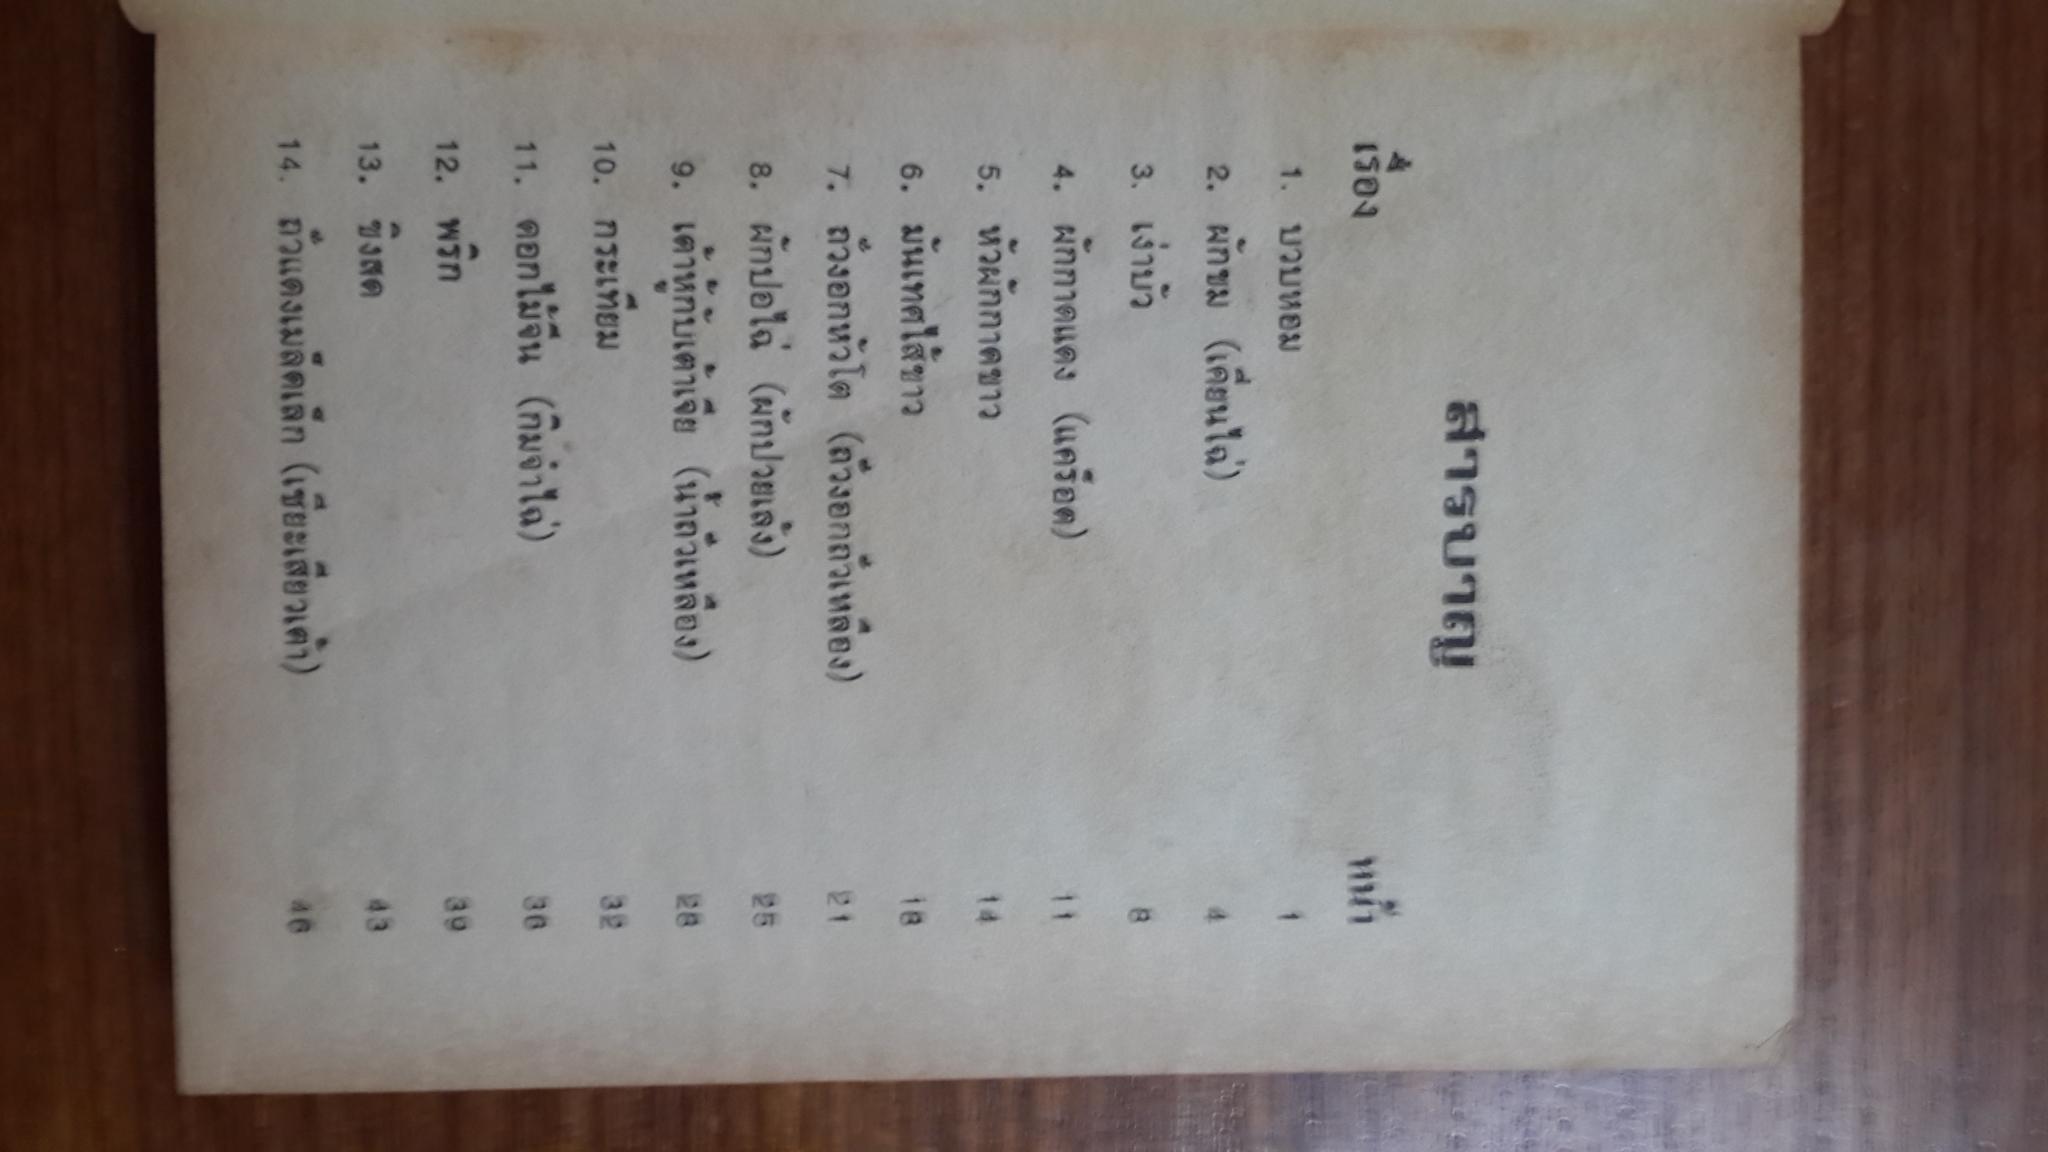 สารบาญ
เรื่อง หน้า
1. บวบหอม 1
2. ผักขม (เคี่ยนไฉ่) 4
3. เง่าบัว 8
4. ผักกาดแดง (แคร็อต) 11
5. หัวผักกาดขาว 14
6. มันเทศไส้ขาว 18
7. ถั่วงอกหัวโต (ถั่วงอกถั่วเหลือง) 21
8. ผักปอไฉ่ (ผักปวยเล้ง) 25
9. เต้าหู้กับเต้าเจี้ย (น้ำถั่วเหลือง) 28
10. กระเทียม 32
11. ดอกไม้จีน (กิมจำไฉ่) 36
12. พริก 39
13. ขิงสด 43
14. ถั่วแดงเมล็ดเล็ก (เชียะเสี่ยวเต้า) 46